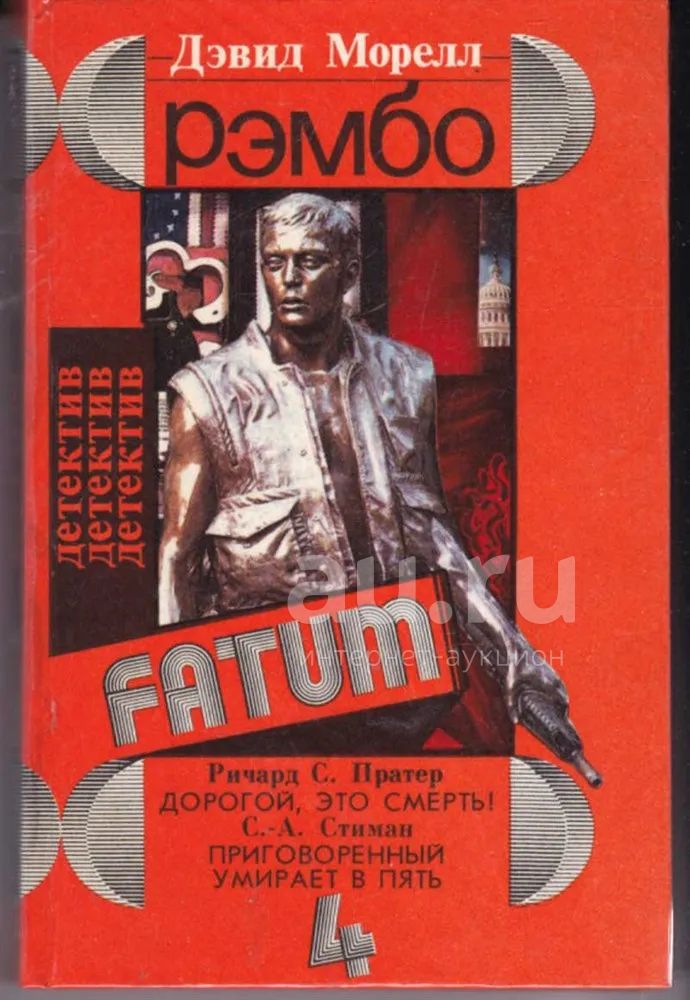 Дэвид Морелл
Рэмбо
детектив
детектив
детектив
FATUM
au.ru
интернет-аукцион
Ричард С. Пратер
ДОРОГОЙ, ЭТО СМЕРТЬ!
С.-А. Стиман
ПРИГОВОРЕННЫЙ
УМИРАЕТ В ПЯТЬ
4